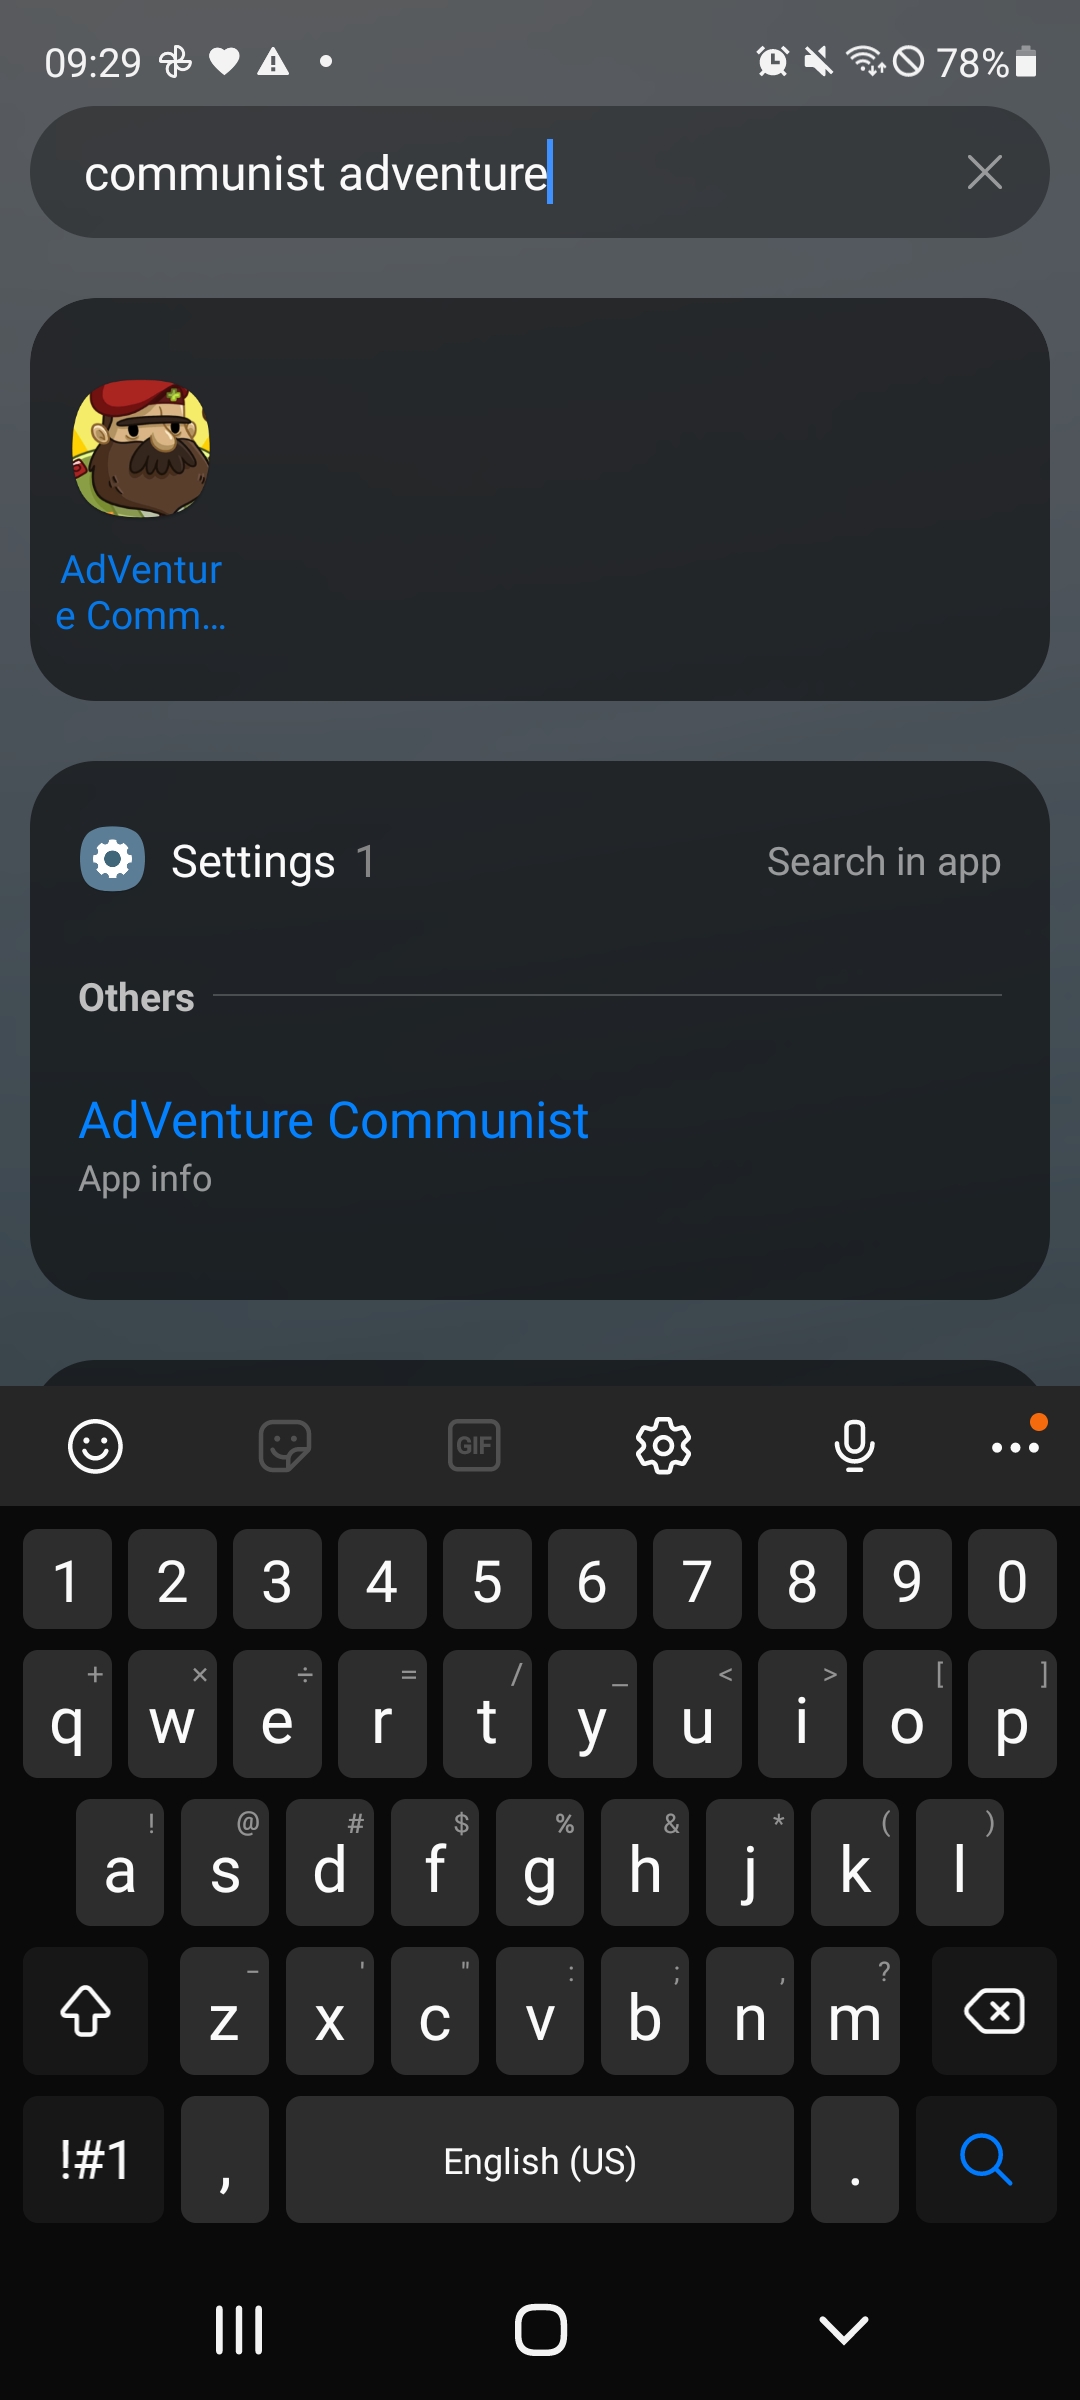 09:29
78%
communist adventure
AdVentur
e Comm...
Settings 1
Search in app
Others
AdVenture Communist
App info
GIF
1 2 3 4 5 6 7 8 9 0
+ × ÷ = / _ < > [ ]
q w e r t y u i o p
! @ # $ % & * ( )
a s d f g h j k l
- ' " : ; , ?
z x c v b n m
!#1 , English (US) .